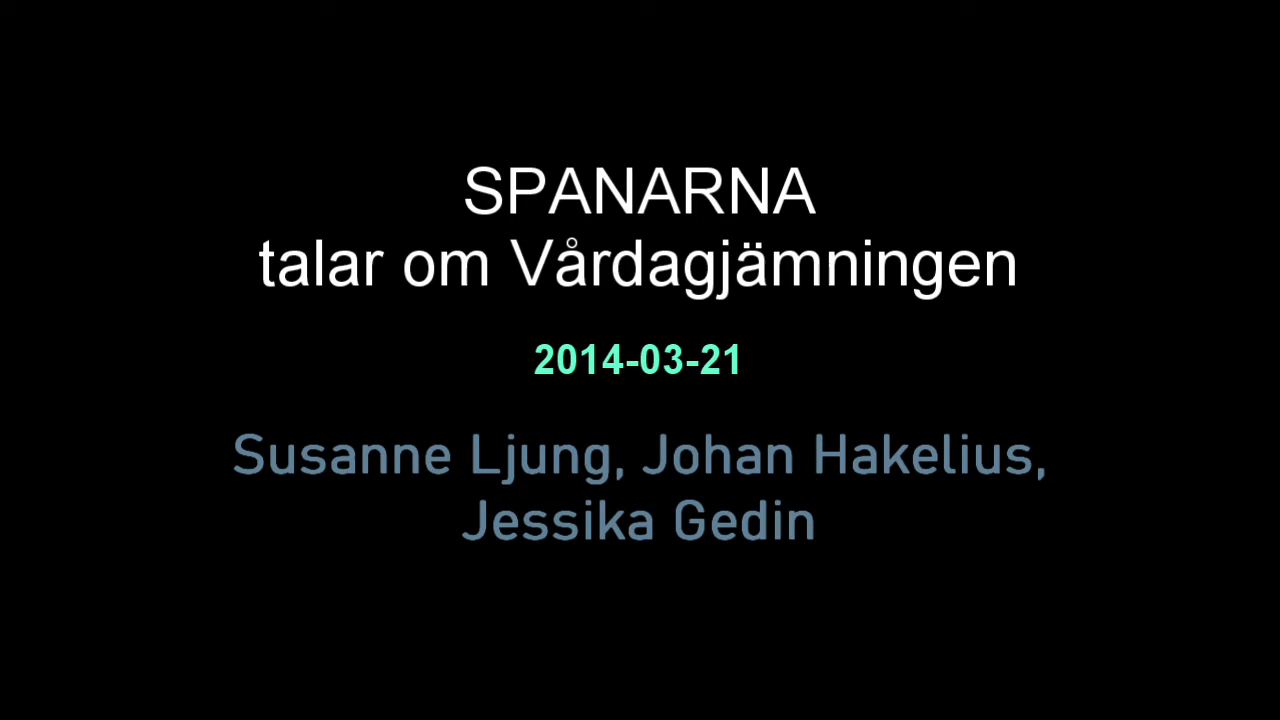 SPANARNA
talar om Vårdagjämningen
2014-03-21
Susanne Ljung, Johan Hakelius,
Jessika Gedin